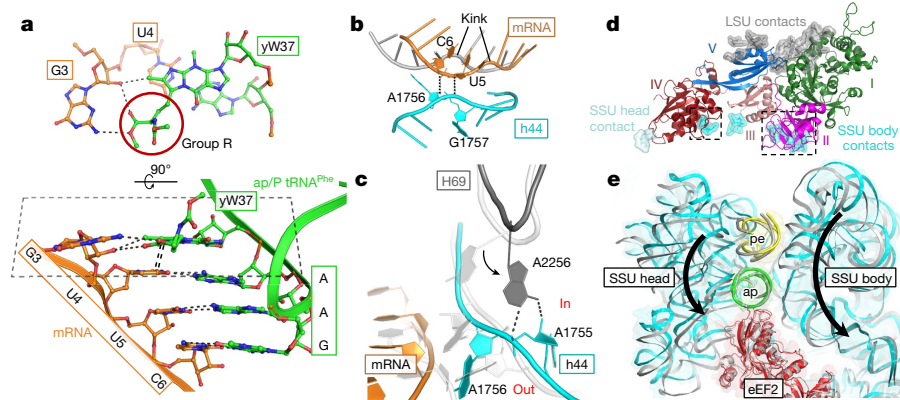 a
U4
yW37
G3
Group R
90°
ap/P tRNAPhe
yW37
G3
U4
mRNA
U5
C6
A
A
G
b
Kink
C6
mRNA
U5
A1756
h44
G1757
c
H69
A2256
In
A1755
mRNA
h44
A1756 Out
d
LSU contacts
V
IV
I
SSU head
contact
III
II
SSU body
contacts
e
pe
SSU head
SSU body
ap
eEF2